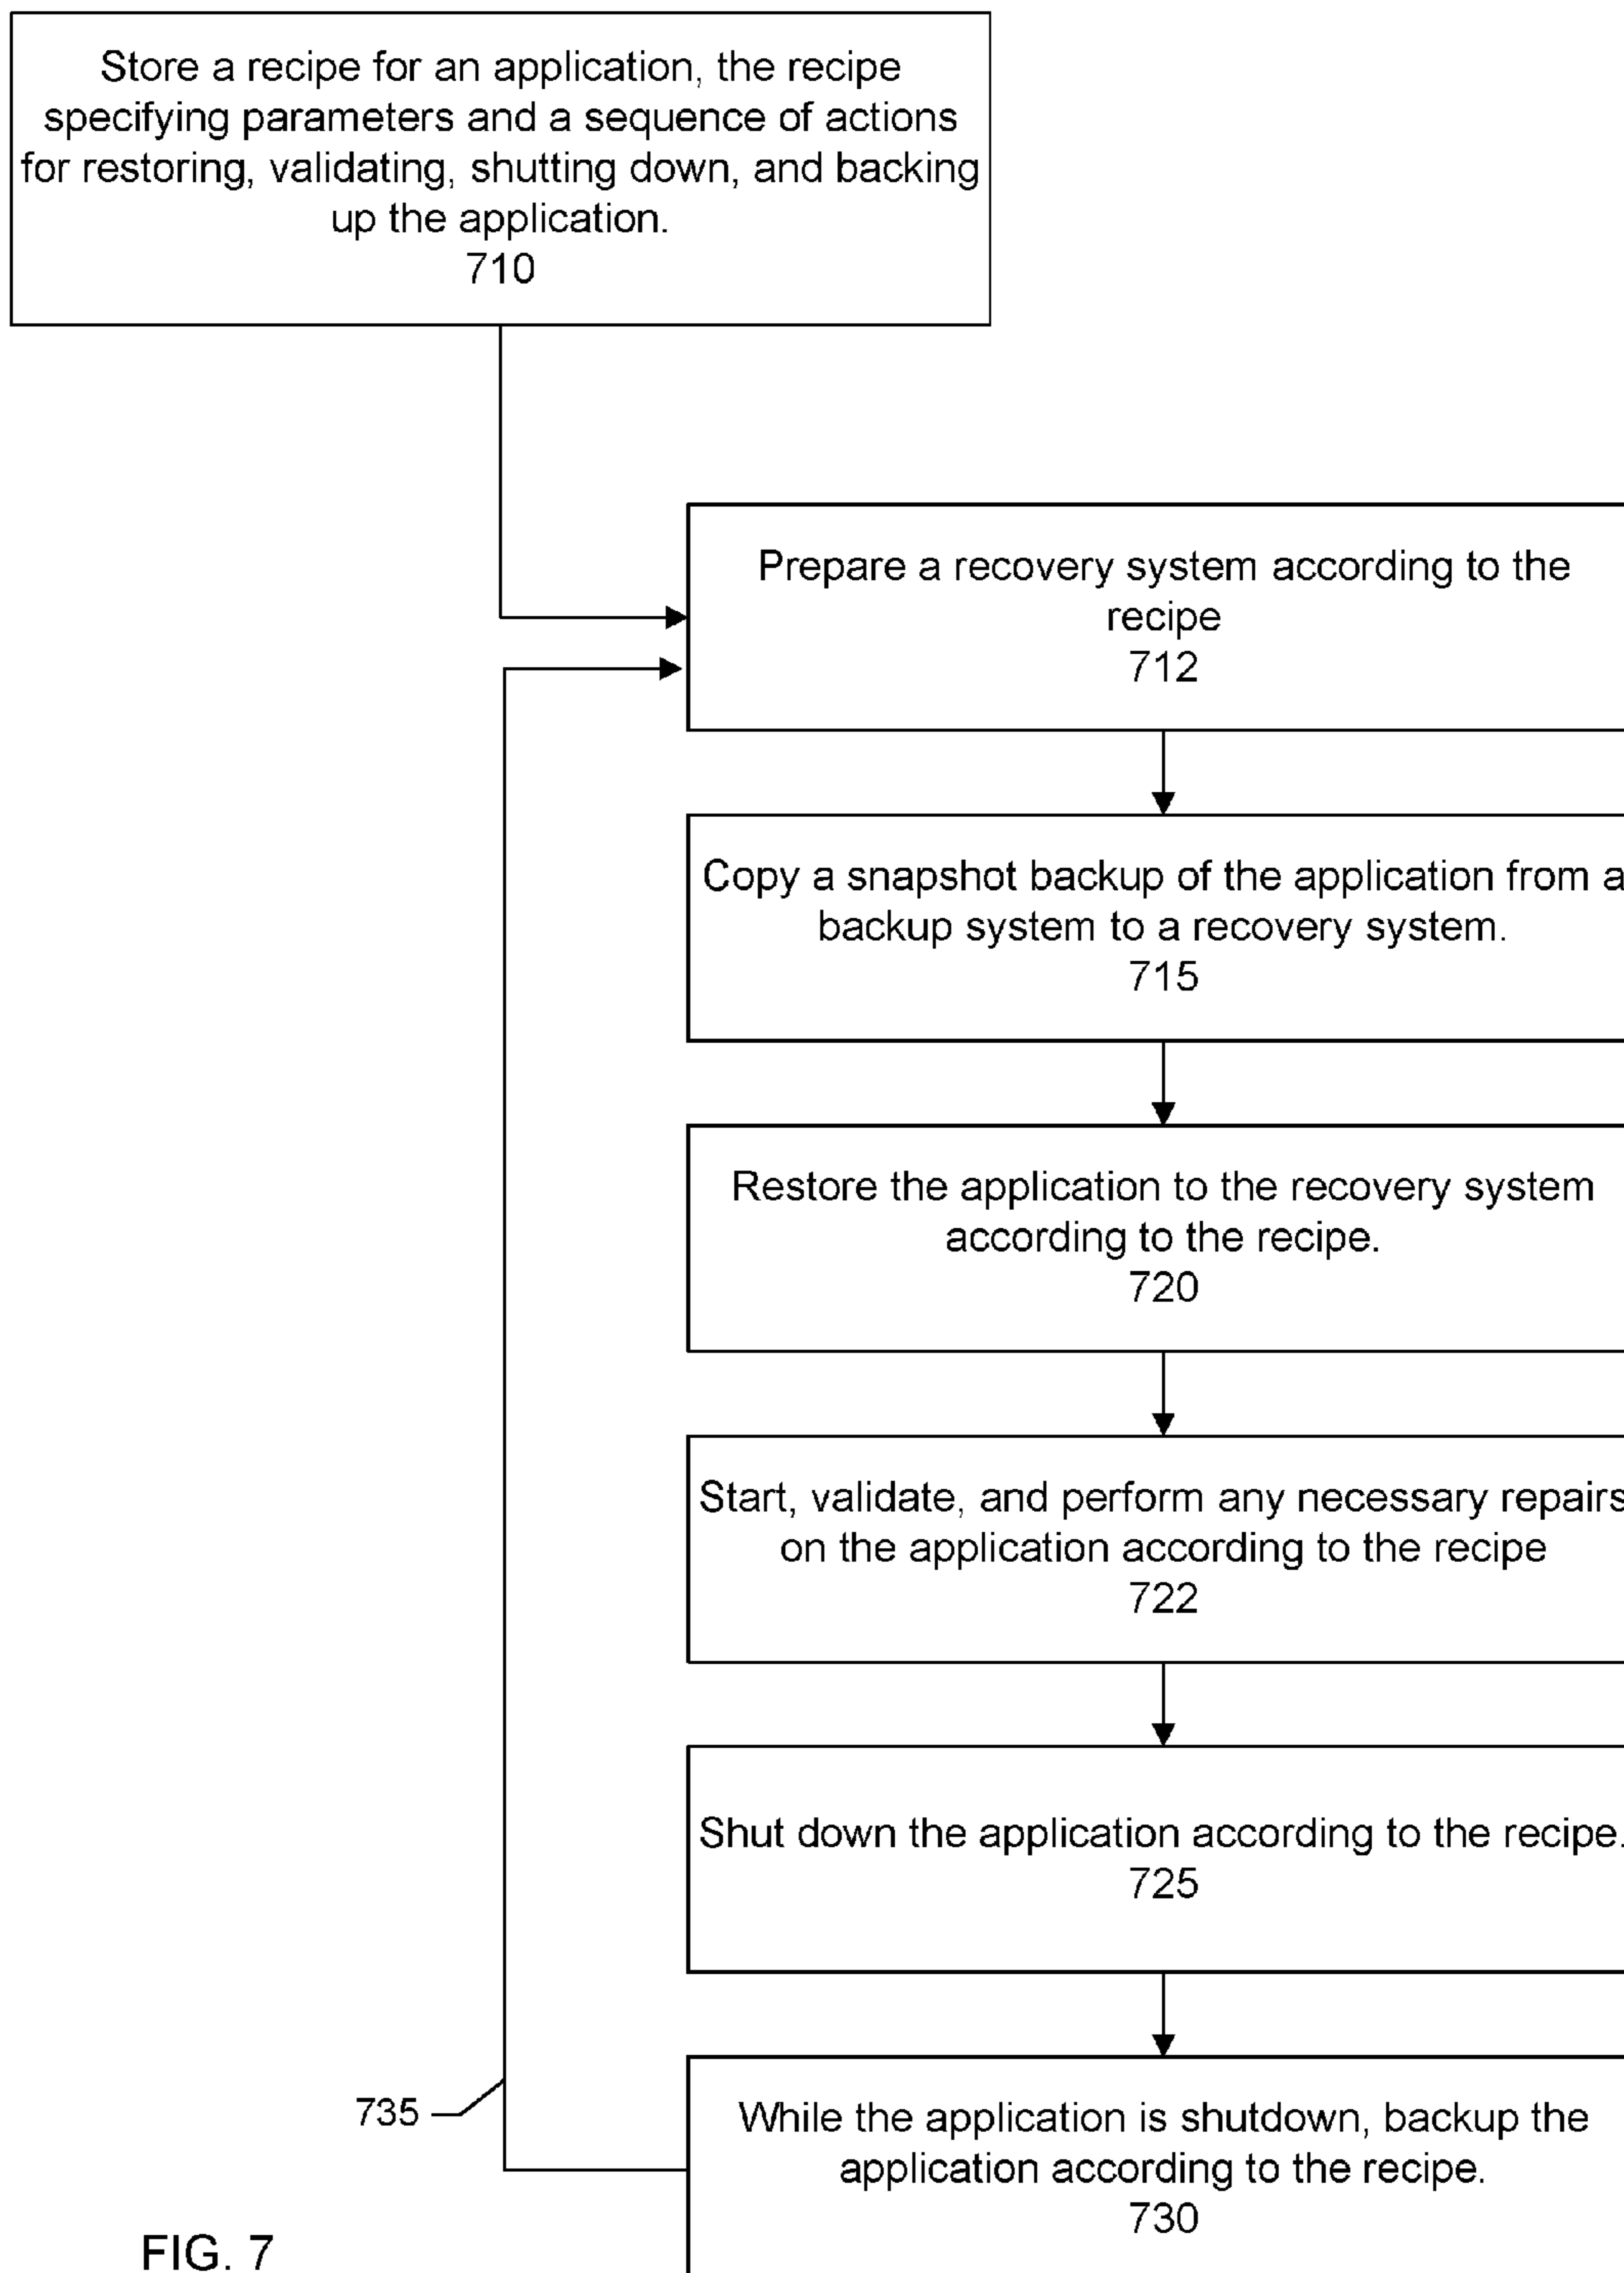 Store a recipe for an application, the recipe
specifying parameters and a sequence of actions
for restoring, validating, shutting down, and backing
up the application.
710
Prepare a recovery system according to the
recipe
712
Copy a snapshot backup of the application from a
backup system to a recovery system.
715
Restore the application to the recovery system
according to the recipe.
720
Start, validate, and perform any necessary repairs
on the application according to the recipe
722
Shut down the application according to the recipe.
725
735
While the application is shutdown, backup the
application according to the recipe.
730
FIG. 7